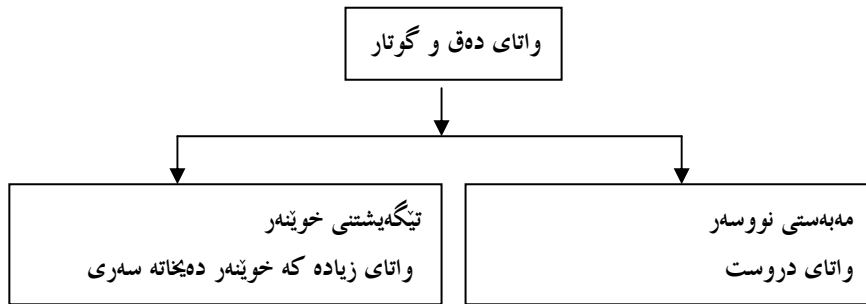 واتای دەق و گوتار
مەبەستی نووسەر
واتای دروست
تێگەیشتنی خوێنەر
واتای زیادە کە خوێنەر دەیخاتە سەری